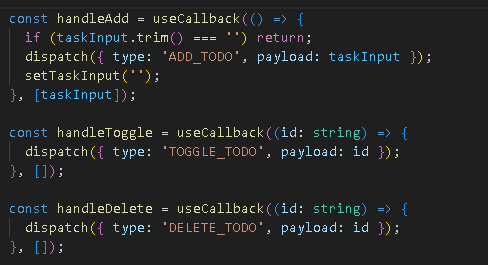 const handleAdd = useCallback(() => {
  if (taskInput.trim() === '') return;
  dispatch({ type: 'ADD_TODO', payload: taskInput });
  setTaskInput('');
}, [taskInput]);

const handleToggle = useCallback((id: string) => {
  dispatch({ type: 'TOGGLE_TODO', payload: id });
}, []);

const handleDelete = useCallback((id: string) => {
  dispatch({ type: 'DELETE_TODO', payload: id });
}, []);